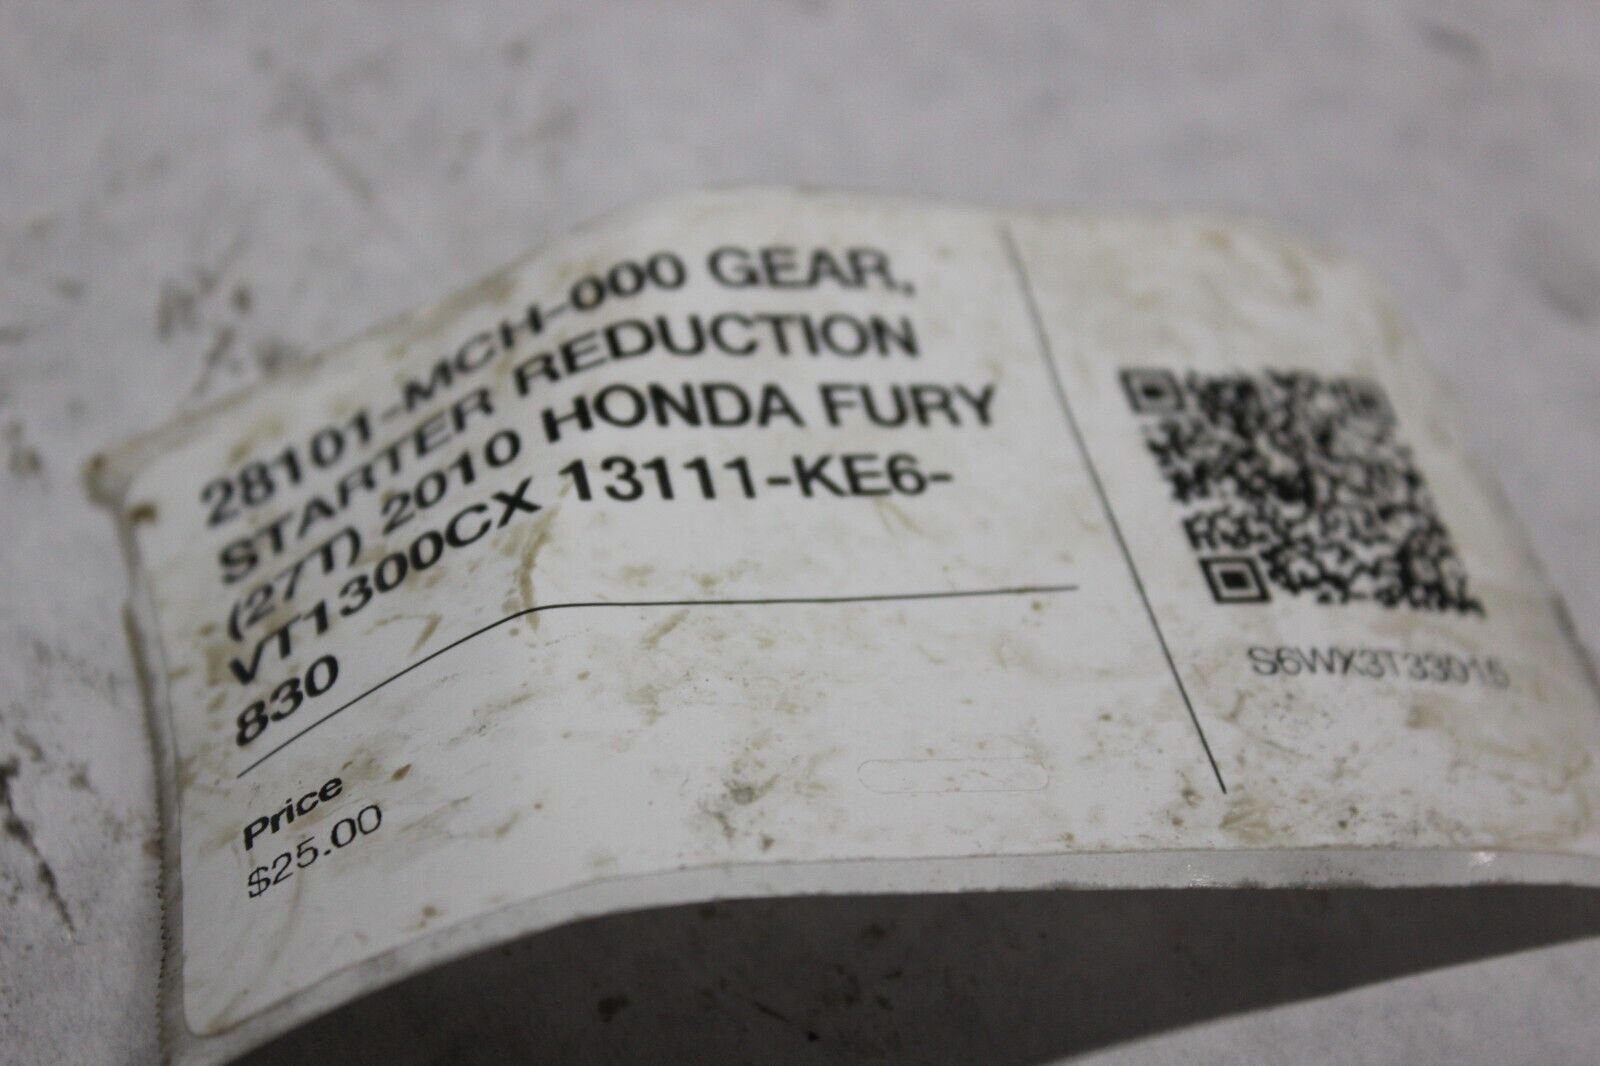 28101-MCH-000 GEAR,
STARTER REDUCTION
(27T) 2010 HONDA FURY
VT1300CX 13111-KE6-
830
Price
$25.00
S6WX3T33015